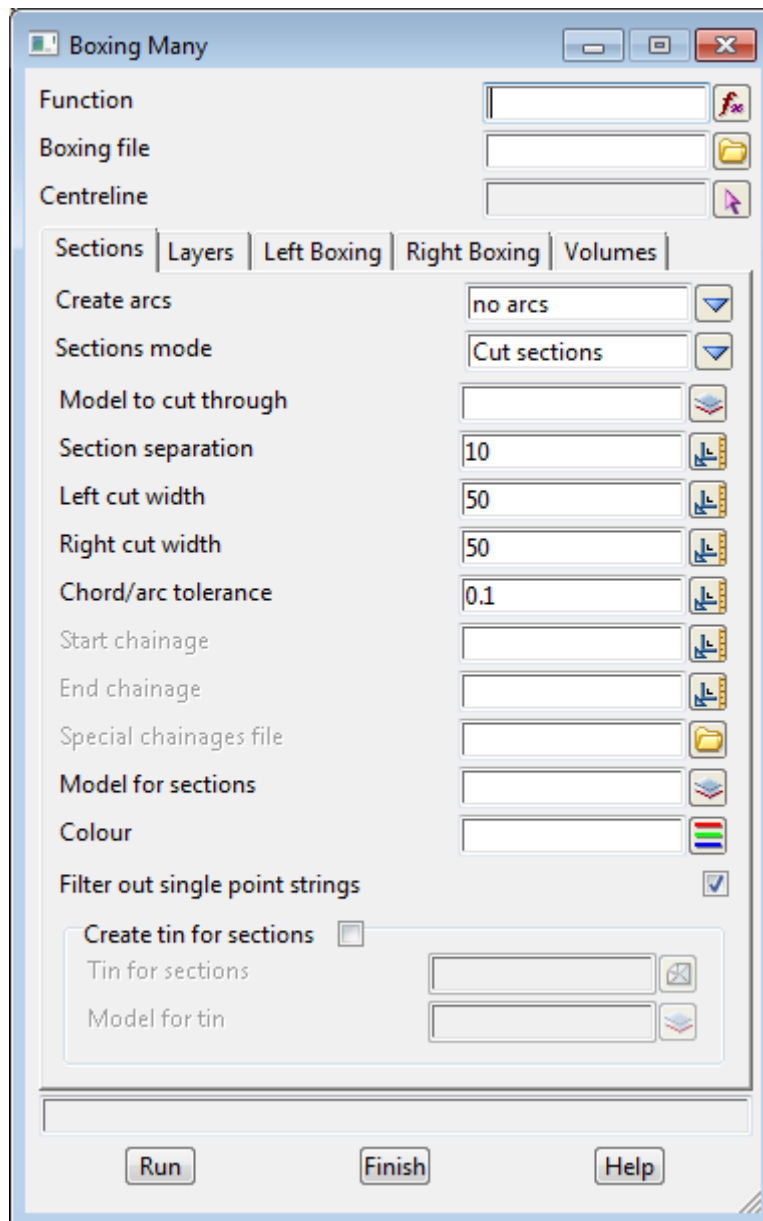 Boxing Many
Function
Boxing file
Centreline
Sections Layers Left Boxing Right Boxing Volumes
Create arcs no arcs
Sections mode Cut sections
Model to cut through
Section separation 10
Left cut width 50
Right cut width 50
Chord/arc tolerance 0.1
Start chainage
End chainage
Special chainages file
Model for sections
Colour
Filter out single point strings
Create tin for sections
Tin for sections
Model for tin
Run Finish Help